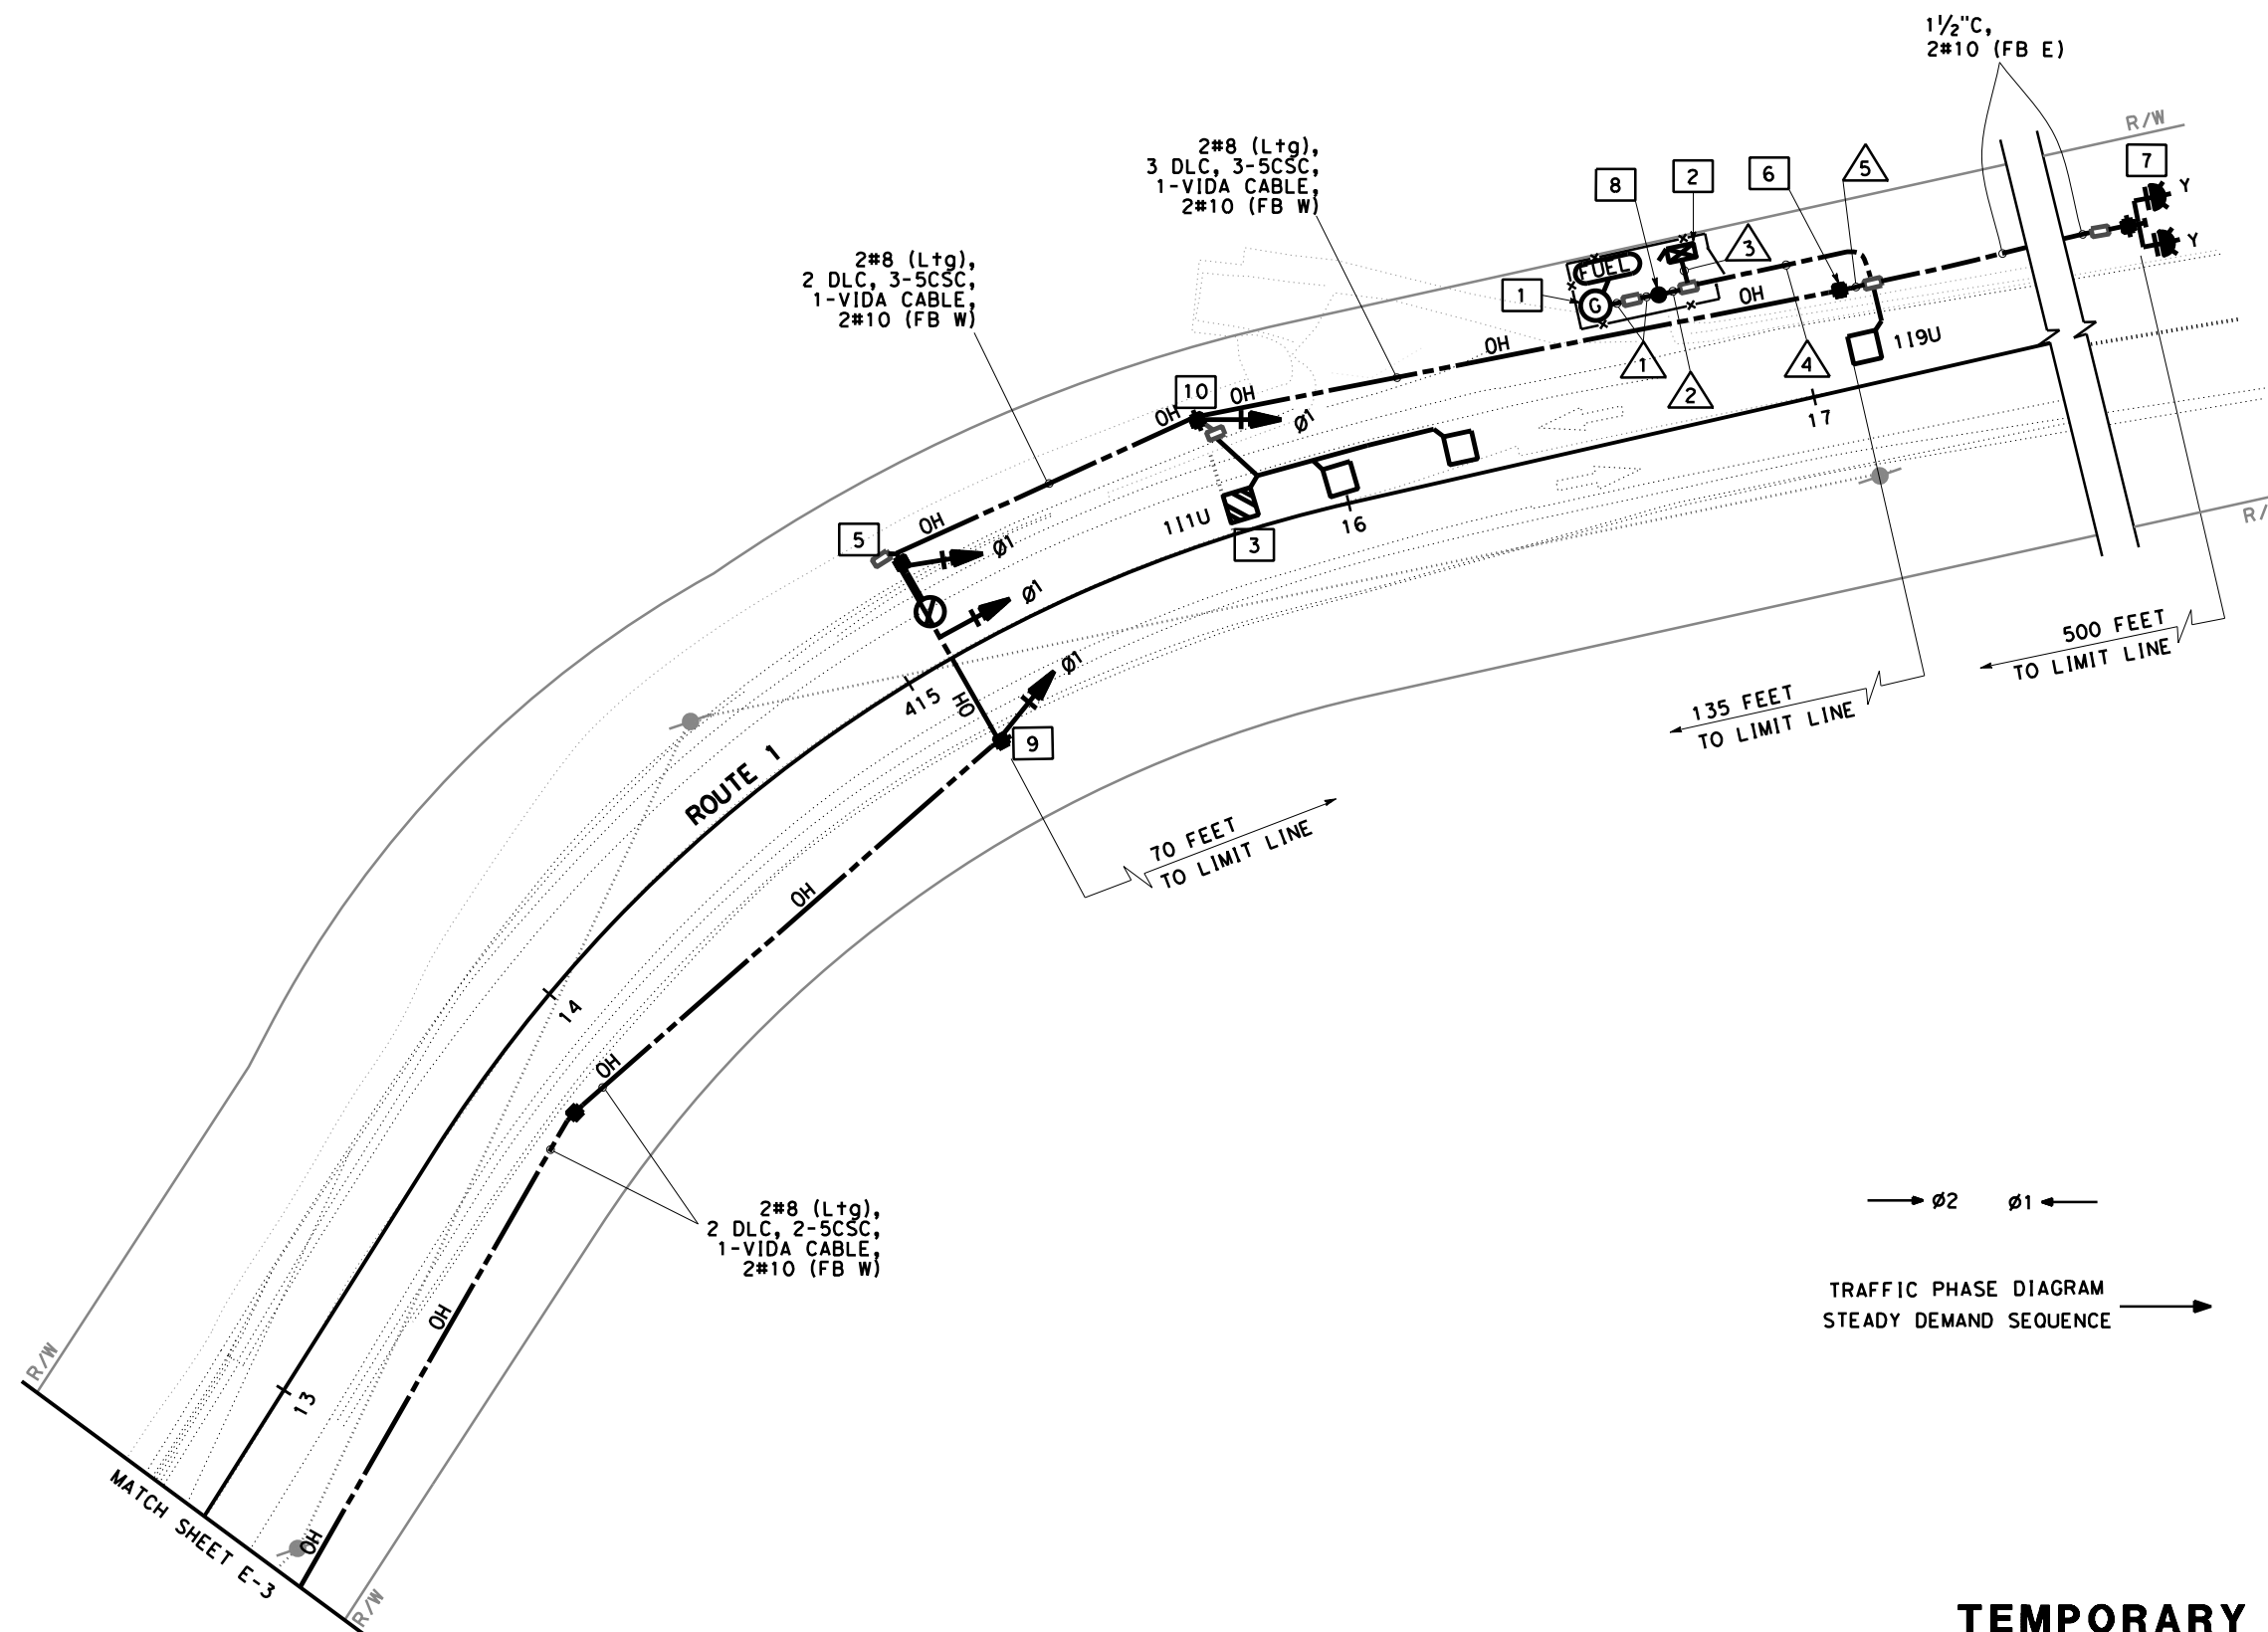 1½"C,
2#10 (FB E)
R/W
7
Y
Y
2#8 (Ltg),
3 DLC, 3-5CSC,
1-VIDA CABLE,
2#10 (FB W)
8
2
6
5
3
FUEL
1
G
OH
1I9U
1
2
4
17
2#8 (Ltg),
2 DLC, 3-5CSC,
1-VIDA CABLE,
2#10 (FB W)
OH
10
OH
OH
Ø1
1I1U
16
3
R/
5
OH
Ø1
Ø1
Ø1
415
OH
9
500 FEET
TO LIMIT LINE
135 FEET
TO LIMIT LINE
ROUTE 1
70 FEET
TO LIMIT LINE
OH
14
OH
2#8 (Ltg),
2 DLC, 2-5CSC,
1-VIDA CABLE,
2#10 (FB W)
Ø2 Ø1
TRAFFIC PHASE DIAGRAM
STEADY DEMAND SEQUENCE
OH
R/W
13
MATCH SHEET E-3
OH
R/W
TEMPORARY